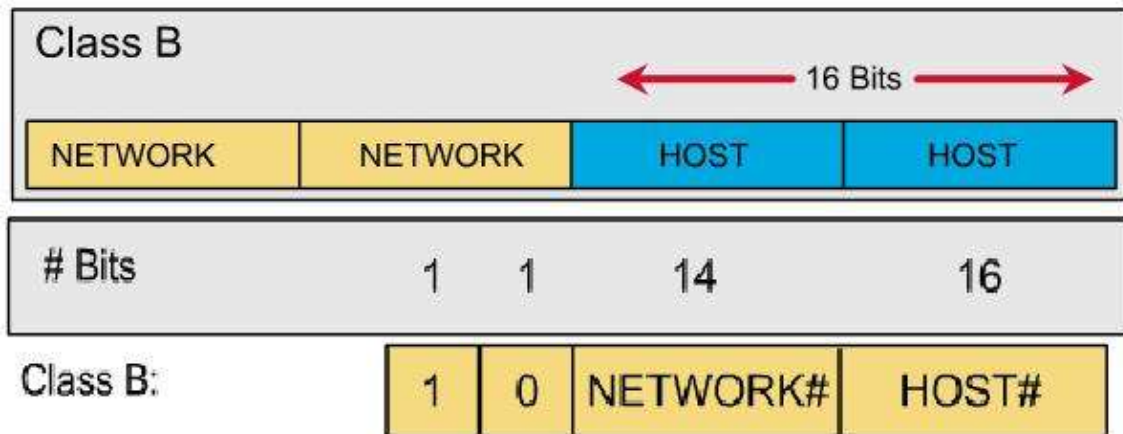 Class B
16 Bits
NETWORK NETWORK HOST HOST
# Bits 1 1 14 16
Class B: 1 0 NETWORK# HOST#